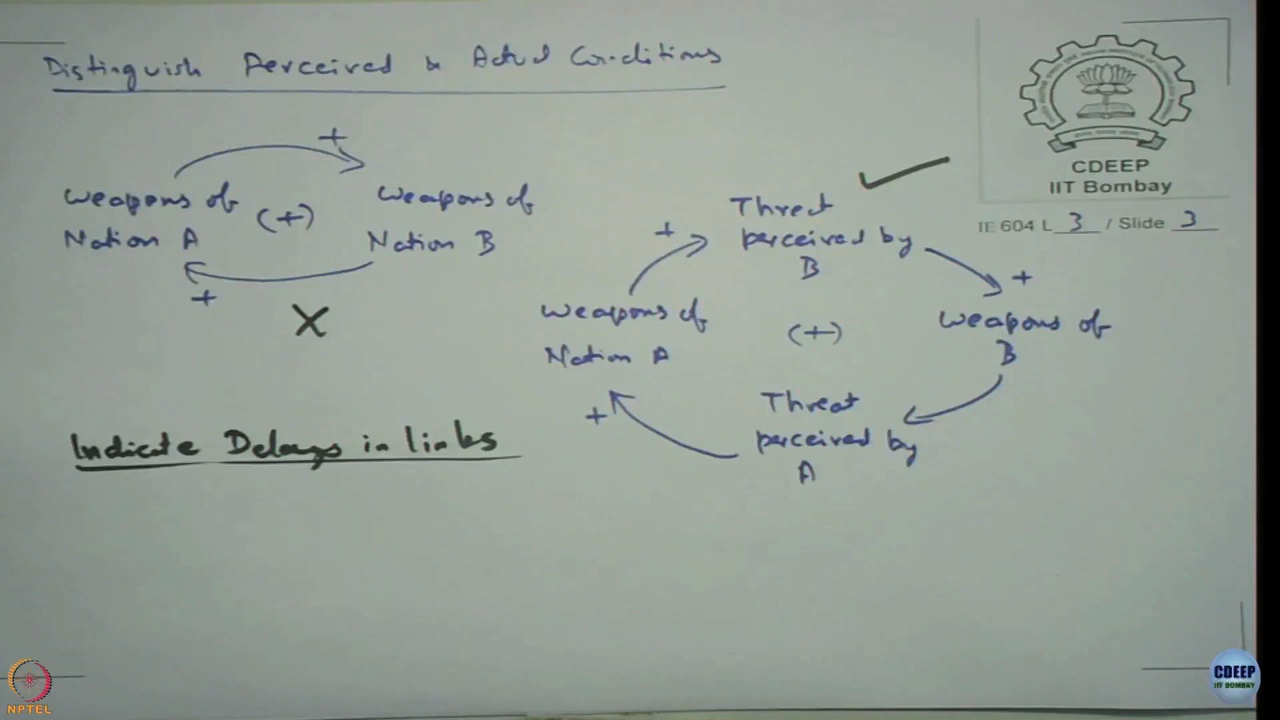 Distinguish Perceived & Actual Conditions
+
Weapons of
Nation A
(+)
Weapons of
Nation B
+
X
Threat
perceived by
B
+
+
Weapons of
Nation A
(+)
Weapons of
B
Threat
perceived by
A
+
Indicate Delays in links
CDEEP
IIT Bombay
IE 604 L 3 / Slide 3
NPTEL
CDEEP
IIT BOMBAY